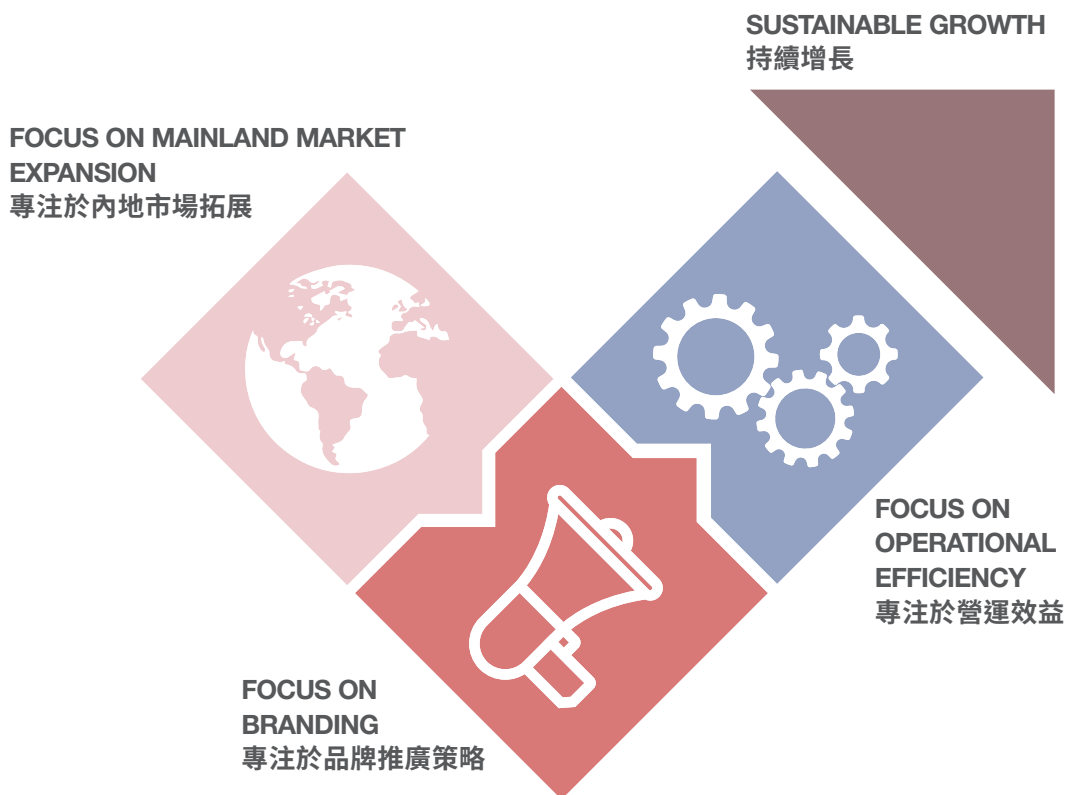 SUSTAINABLE GROWTH
持續增長
FOCUS ON MAINLAND MARKET
EXPANSION
專注於內地市場拓展
FOCUS ON
OPERATIONAL
EFFICIENCY
專注於營運效益
FOCUS ON
BRANDING
專注於品牌推廣策略